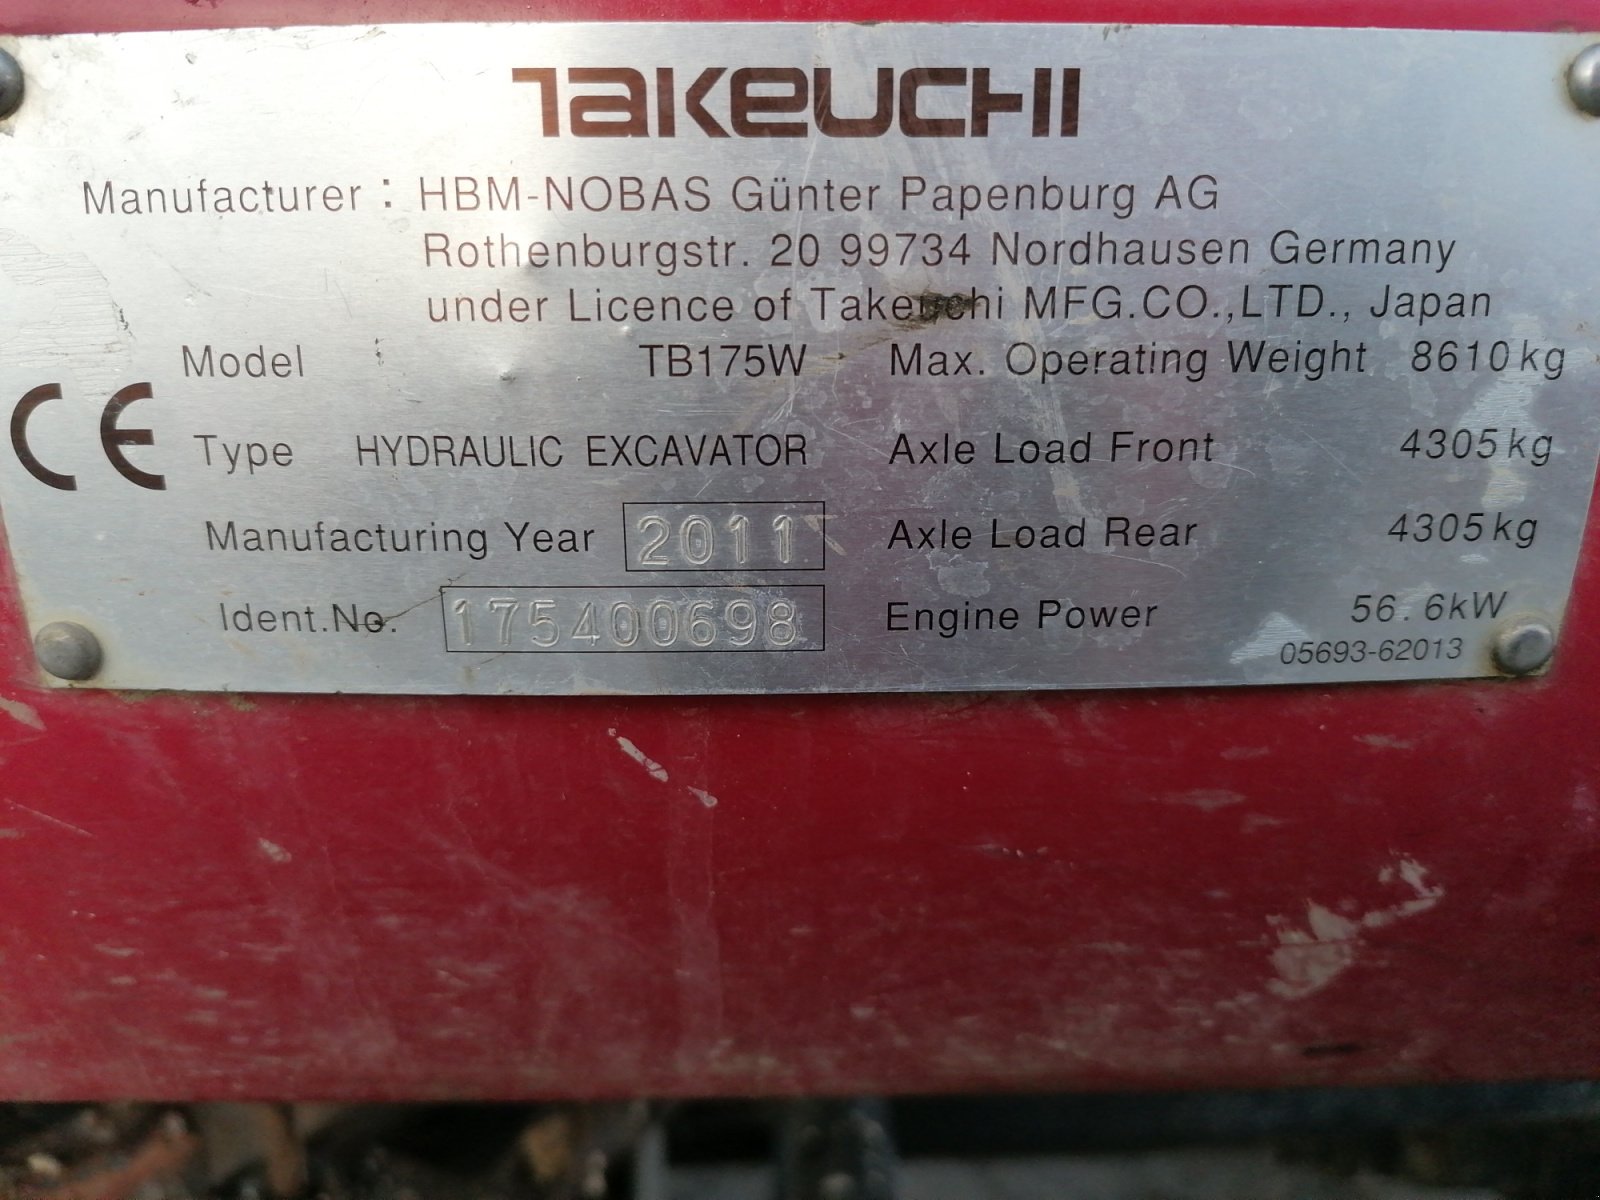 TAKEUCHI
Manufacturer : HBM-NOBAS Günter Papenburg AG
Rothenburgstr. 20 99734 Nordhausen Germany
under Licence of Takeuchi MFG.CO.,LTD., Japan
Model TB175W Max. Operating Weight 8610kg
CE
Type HYDRAULIC EXCAVATOR Axle Load Front 4305kg
Manufacturing Year 2011 Axle Load Rear 4305kg
Ident.No. 175400698 Engine Power 56.6kW
05693-62013